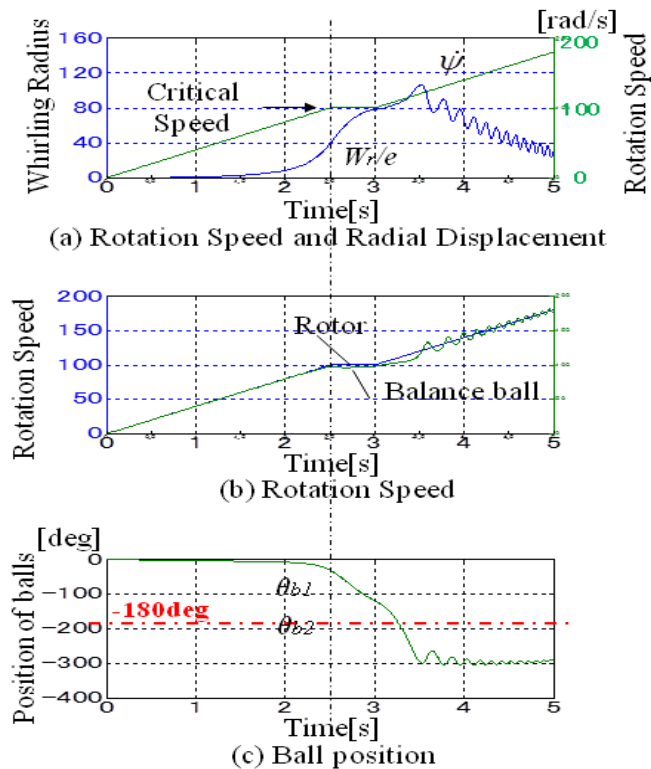 [rad/s]
Whirling Radius
160
120
80
40
0
200
100
0
Rotation Speed
Critical
Speed
ψ̇
Wr/e
0 1 2 3 4 5
Time[s]
(a) Rotation Speed and Radial Displacement
Rotation Speed
200
150
100
50
0
Rotor
Balance ball
0 1 2 3 4 5
Time[s]
(b) Rotation Speed
[deg]
Position of balls
0
-100
-200
-300
-400
θb1
-180deg
θb2
0 1 2 3 4 5
Time[s]
(c) Ball position